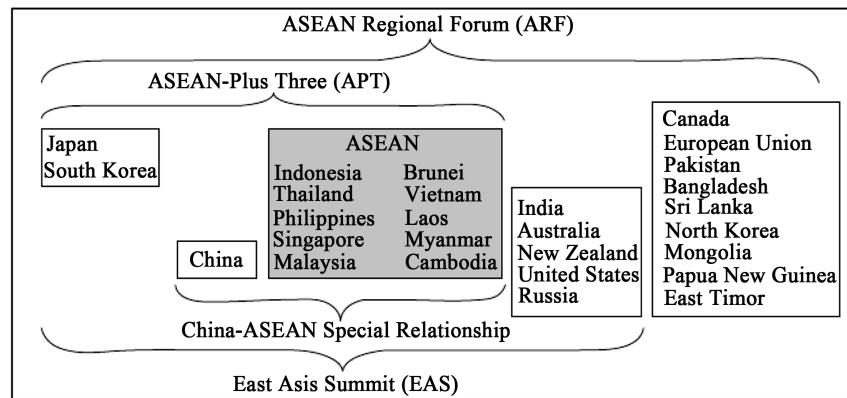 ASEAN Regional Forum (ARF)
ASEAN-Plus Three (APT)
Japan
South Korea
China
ASEAN
Indonesia Brunei
Thailand Vietnam
Philippines Laos
Singapore Myanmar
Malaysia Cambodia
India
Australia
New Zealand
United States
Russia
Canada
European Union
Pakistan
Bangladesh
Sri Lanka
North Korea
Mongolia
Papua New Guinea
East Timor
China-ASEAN Special Relationship
East Asis Summit (EAS)